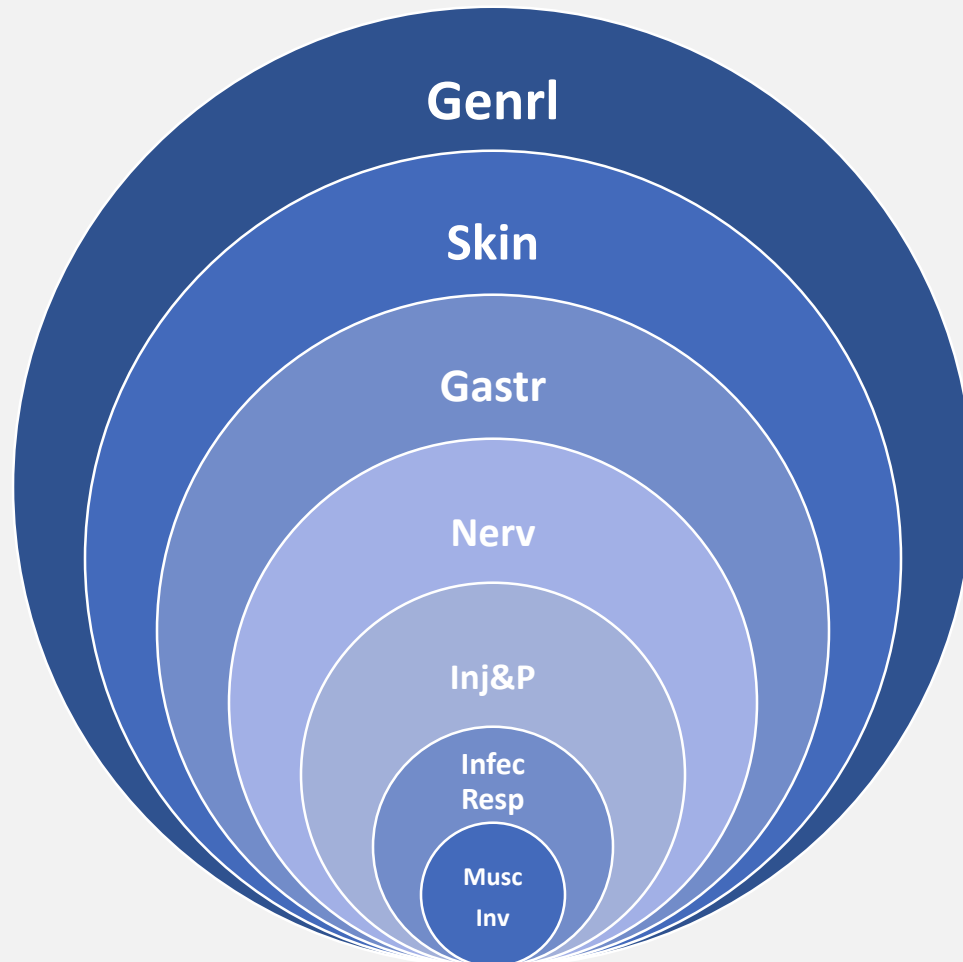 Genrl
Skin
Gastr
Nerv
Inj&P
Infec
Resp
Musc
Inv